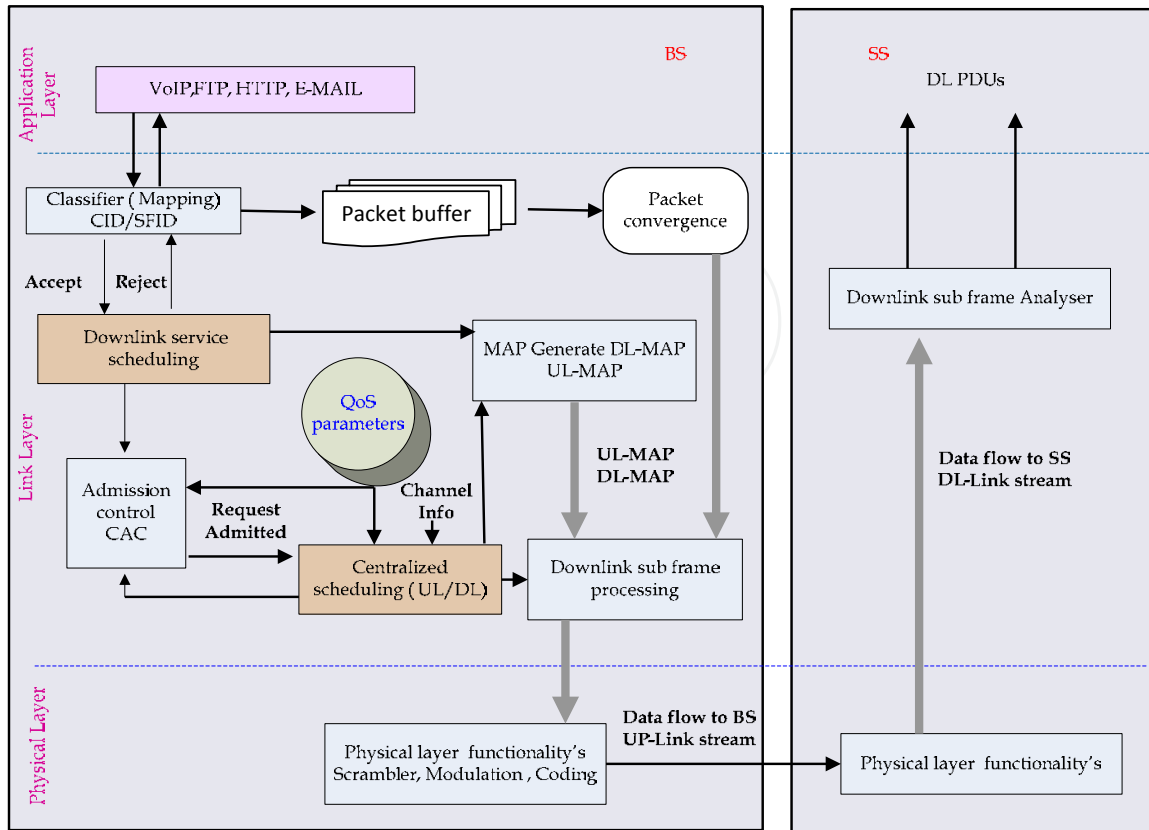 BS
SS
Application
Layer
VoIP,FTP, HTTP, E-MAIL
DL PDUs
Classifier ( Mapping)
CID/SFID
Packet buffer
Packet
convergence
Accept
Reject
Downlink sub frame Analyser
Downlink service
scheduling
MAP Generate DL-MAP
UL-MAP
QoS
parameters
Link Layer
UL-MAP
DL-MAP
Data flow to SS
DL-Link stream
Admission
control
CAC
Request
Admitted
Channel
Info
Centralized
scheduling ( UL/DL)
Downlink sub frame
processing
Physical Layer
Data flow to BS
UP-Link stream
Physical layer functionality's
Scrambler, Modulation , Coding
Physical layer functionality's